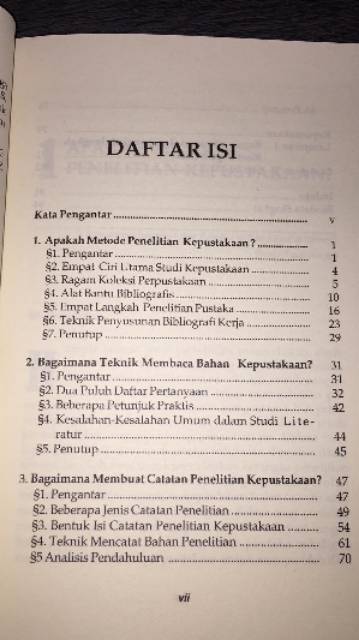 DAFTAR ISI
Kata Pengantar ........ v
1. Apakah Metode Penelitian Kepustakaan ? ........ 1
§1. Pengantar ........ 1
§2. Empat Ciri Utama Studi Kepustakaan ........ 4
§3. Ragam Koleksi Perpustakaan ........ 5
§4. Alat Bantu Bibliografis ........ 10
§5. Empat Langkah Penelitian Pustaka ........ 16
§6. Teknik Penyusunan Bibliografi Kerja ........ 23
§7. Penutup ........ 29
2. Bagaimana Teknik Membaca Bahan Kepustakaan? 31
§1. Pengantar ........ 31
§2. Dua Puluh Daftar Pertanyaan ........ 32
§3. Beberapa Petunjuk Praktis ........ 42
§4. Kesalahan-Kesalahan Umum dalam Studi Lite-
ratur ........ 44
§5. Penutup ........ 45
3. Bagaimana Membuat Catatan Penelitian Kepustakaan? 47
§1. Pengantar ........ 47
§2. Beberapa Jenis Catatan Penelitian ........ 49
§3. Bentuk Isi Catatan Penelitian Kepustakaan ........ 54
§4. Teknik Mencatat Bahan Penelitian ........ 61
§5 Analisis Pendahuluan ........ 70
vii